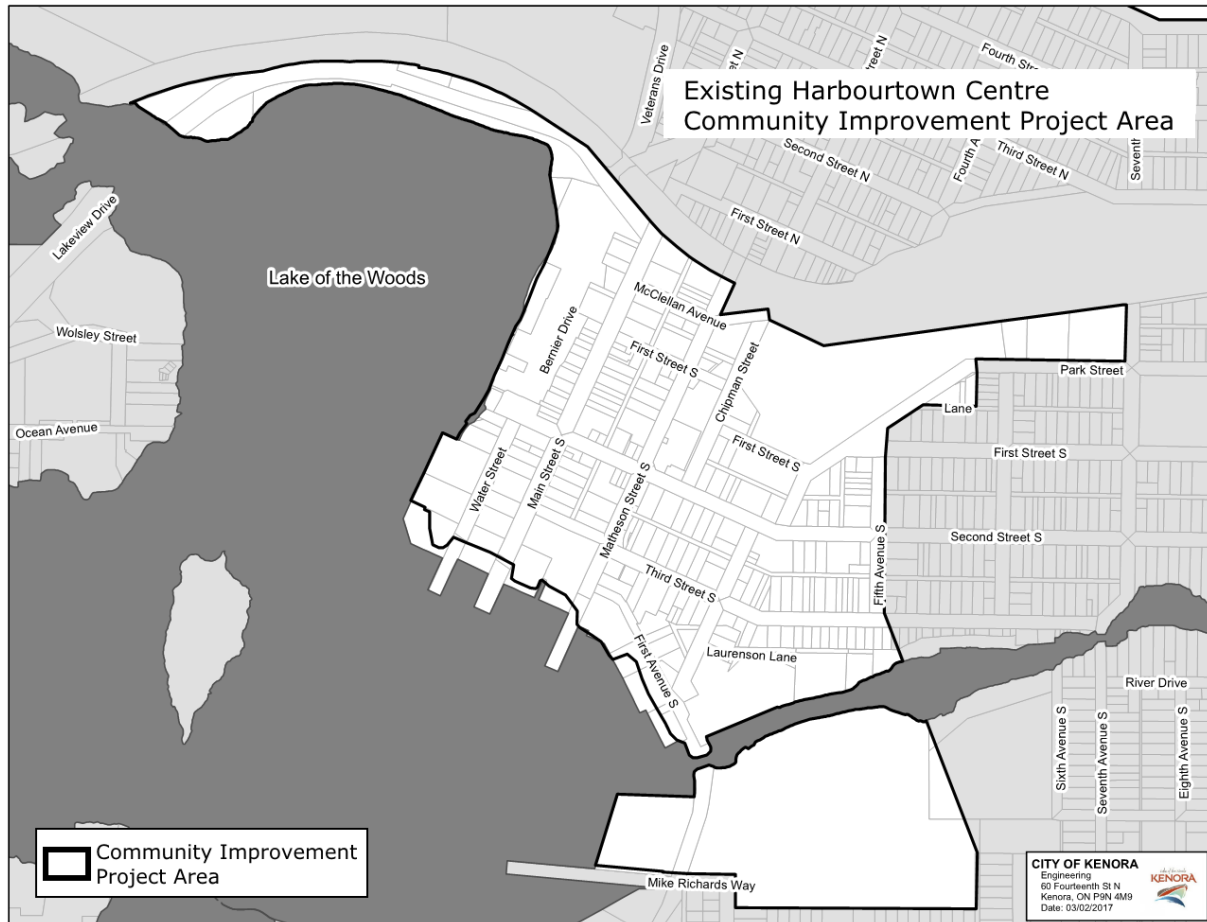 Existing Harbourtown Centre
Community Improvement Project Area
Veterans Drive
Fourth
Second Street N
Third Street N
Fourth
Seventh
First Street N
Lakeview Drive
Lake of the Woods
McClellan Avenue
Wolsley Street
Bernier Drive
First Street S
Chipman Street
Park Street
Lane
Ocean Avenue
First Street S
First Street S
Water Street
Main Street S
Matheson Street S
Second Street S
Fifth Avenue S
Third Street S
Laurenson Lane
First Avenue S
River Drive
Sixth Avenue S
Seventh Avenue S
Eighth Avenue S
Community Improvement
Project Area
Mike Richards Way
CITY OF KENORA
Engineering
60 Fourteenth St N
Kenora, ON P9N 4M9
Date: 03/02/2017
KENORA